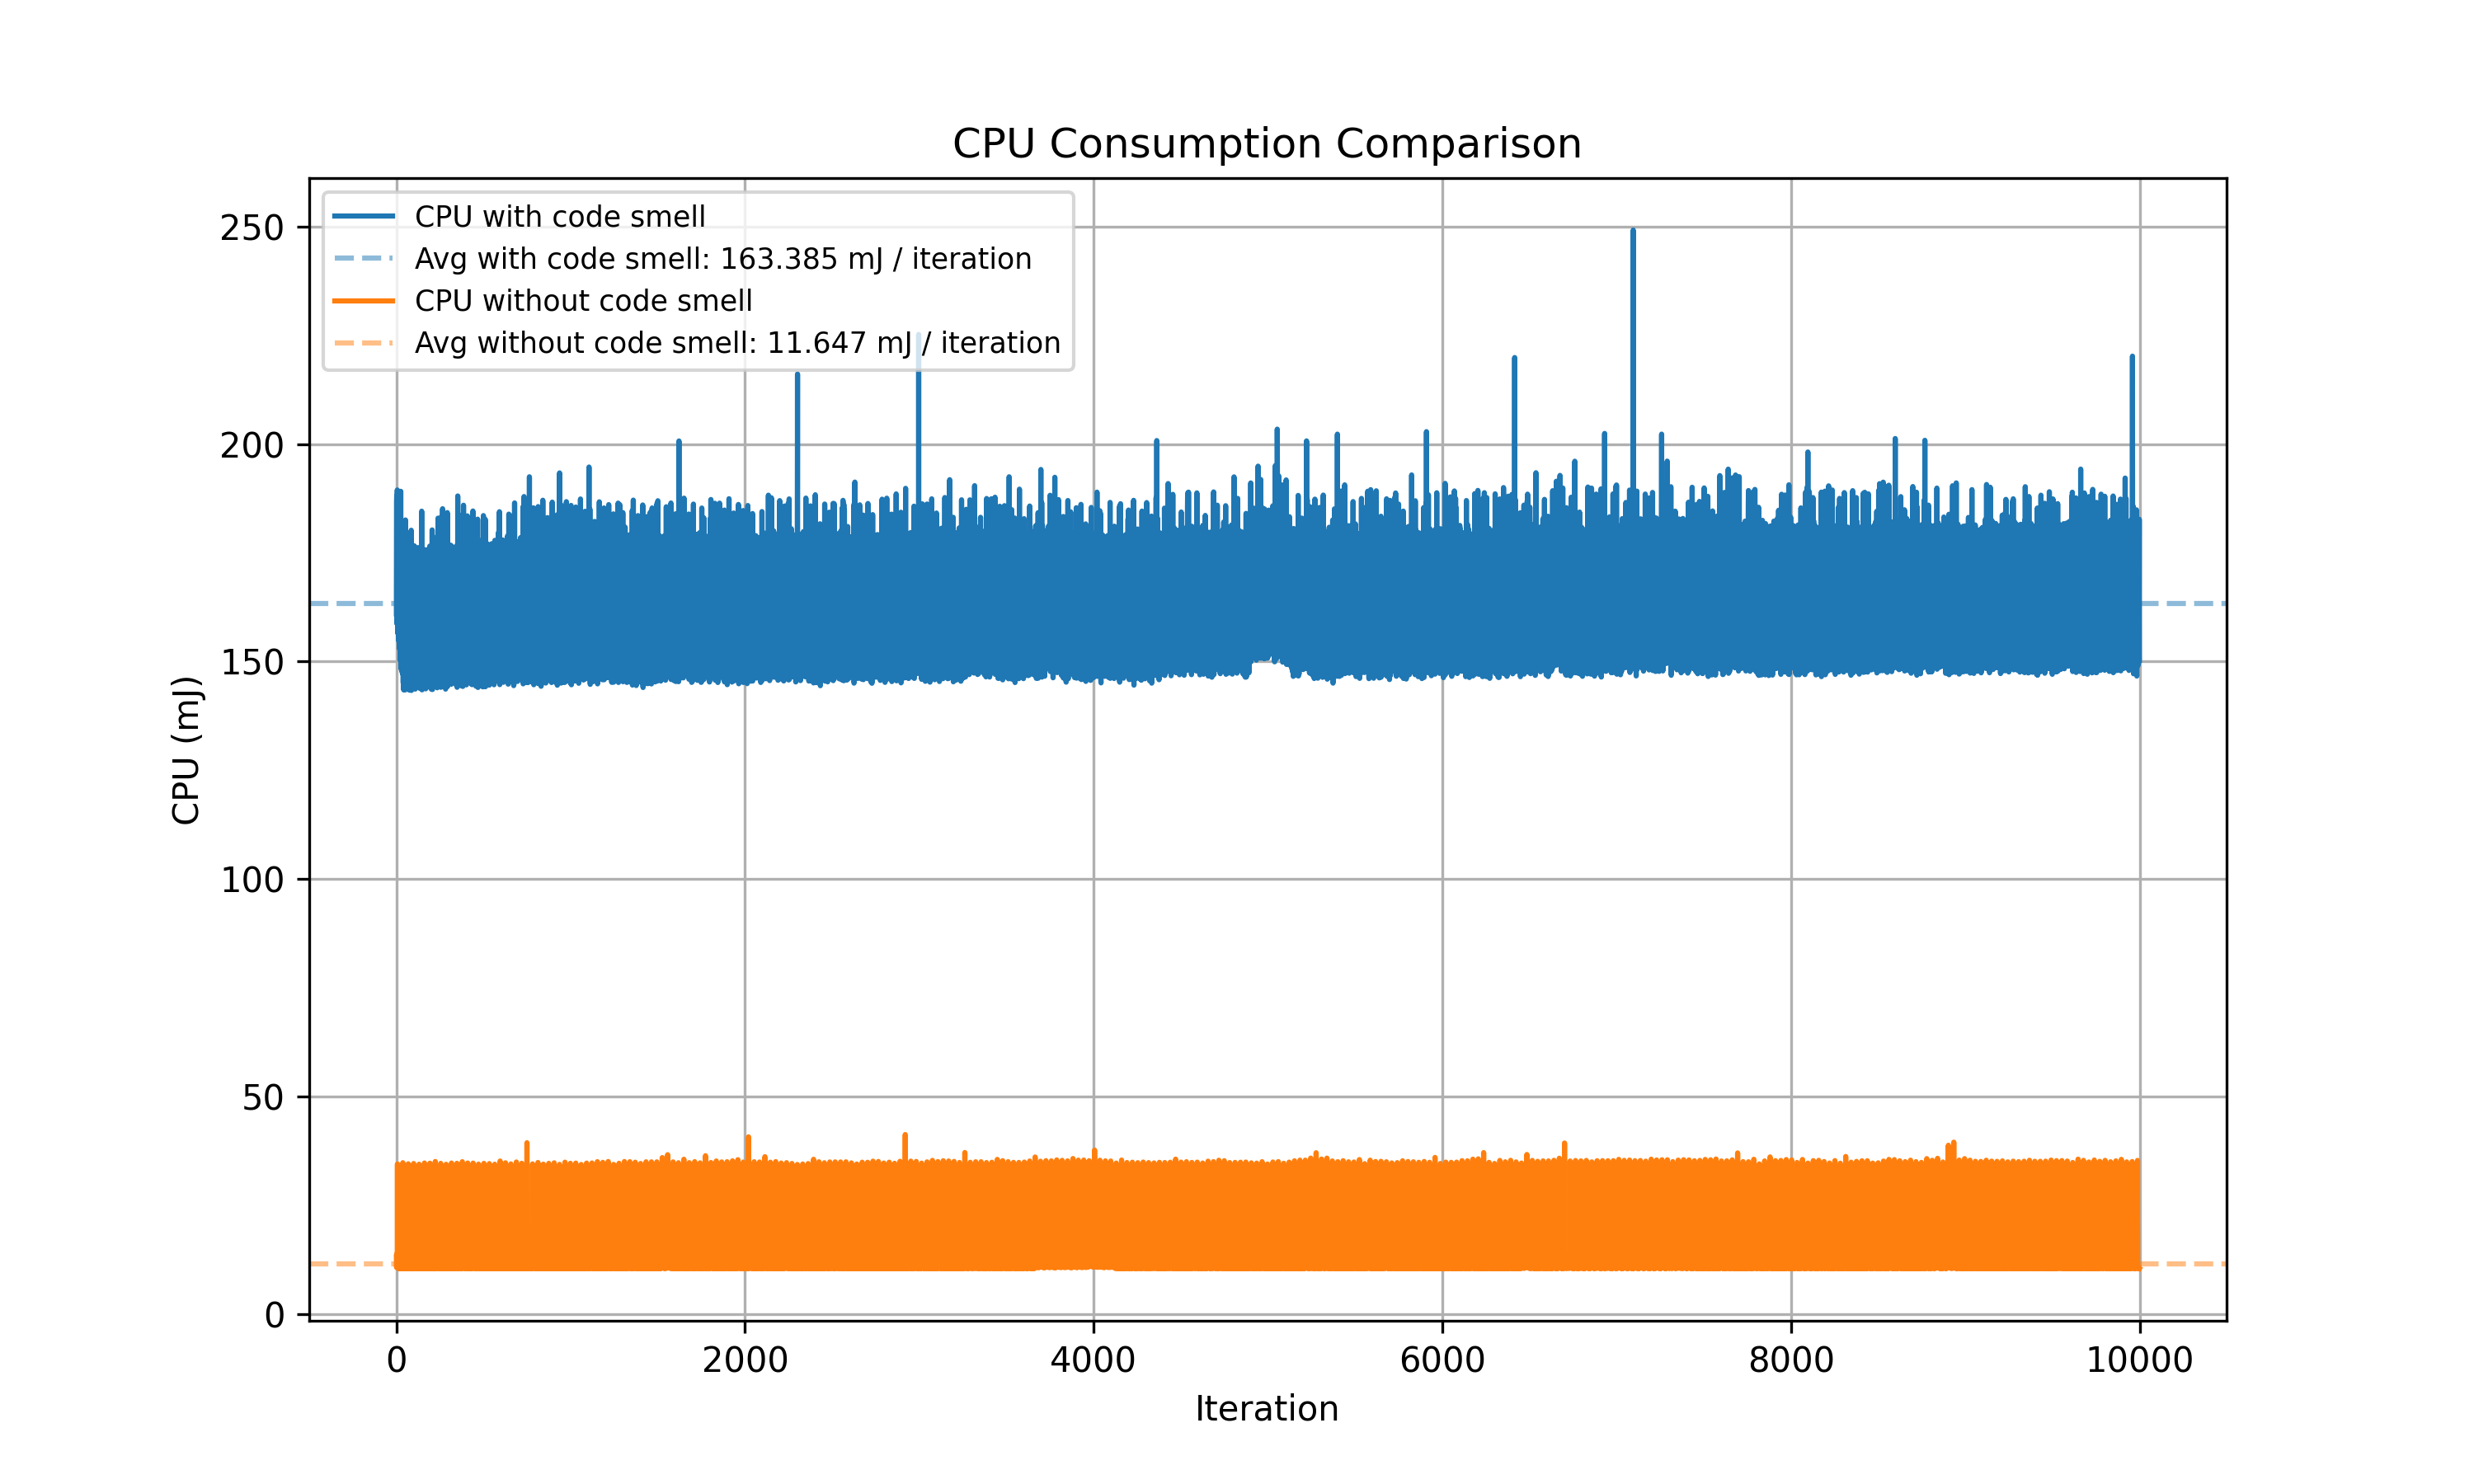 CPU Consumption Comparison
CPU with code smell
Avg with code smell: 163.385 mJ / iteration
CPU without code smell
Avg without code smell: 11.647 mJ / iteration
250
200
150
100
50
0
CPU (mJ)
0 2000 4000 6000 8000 10000
Iteration